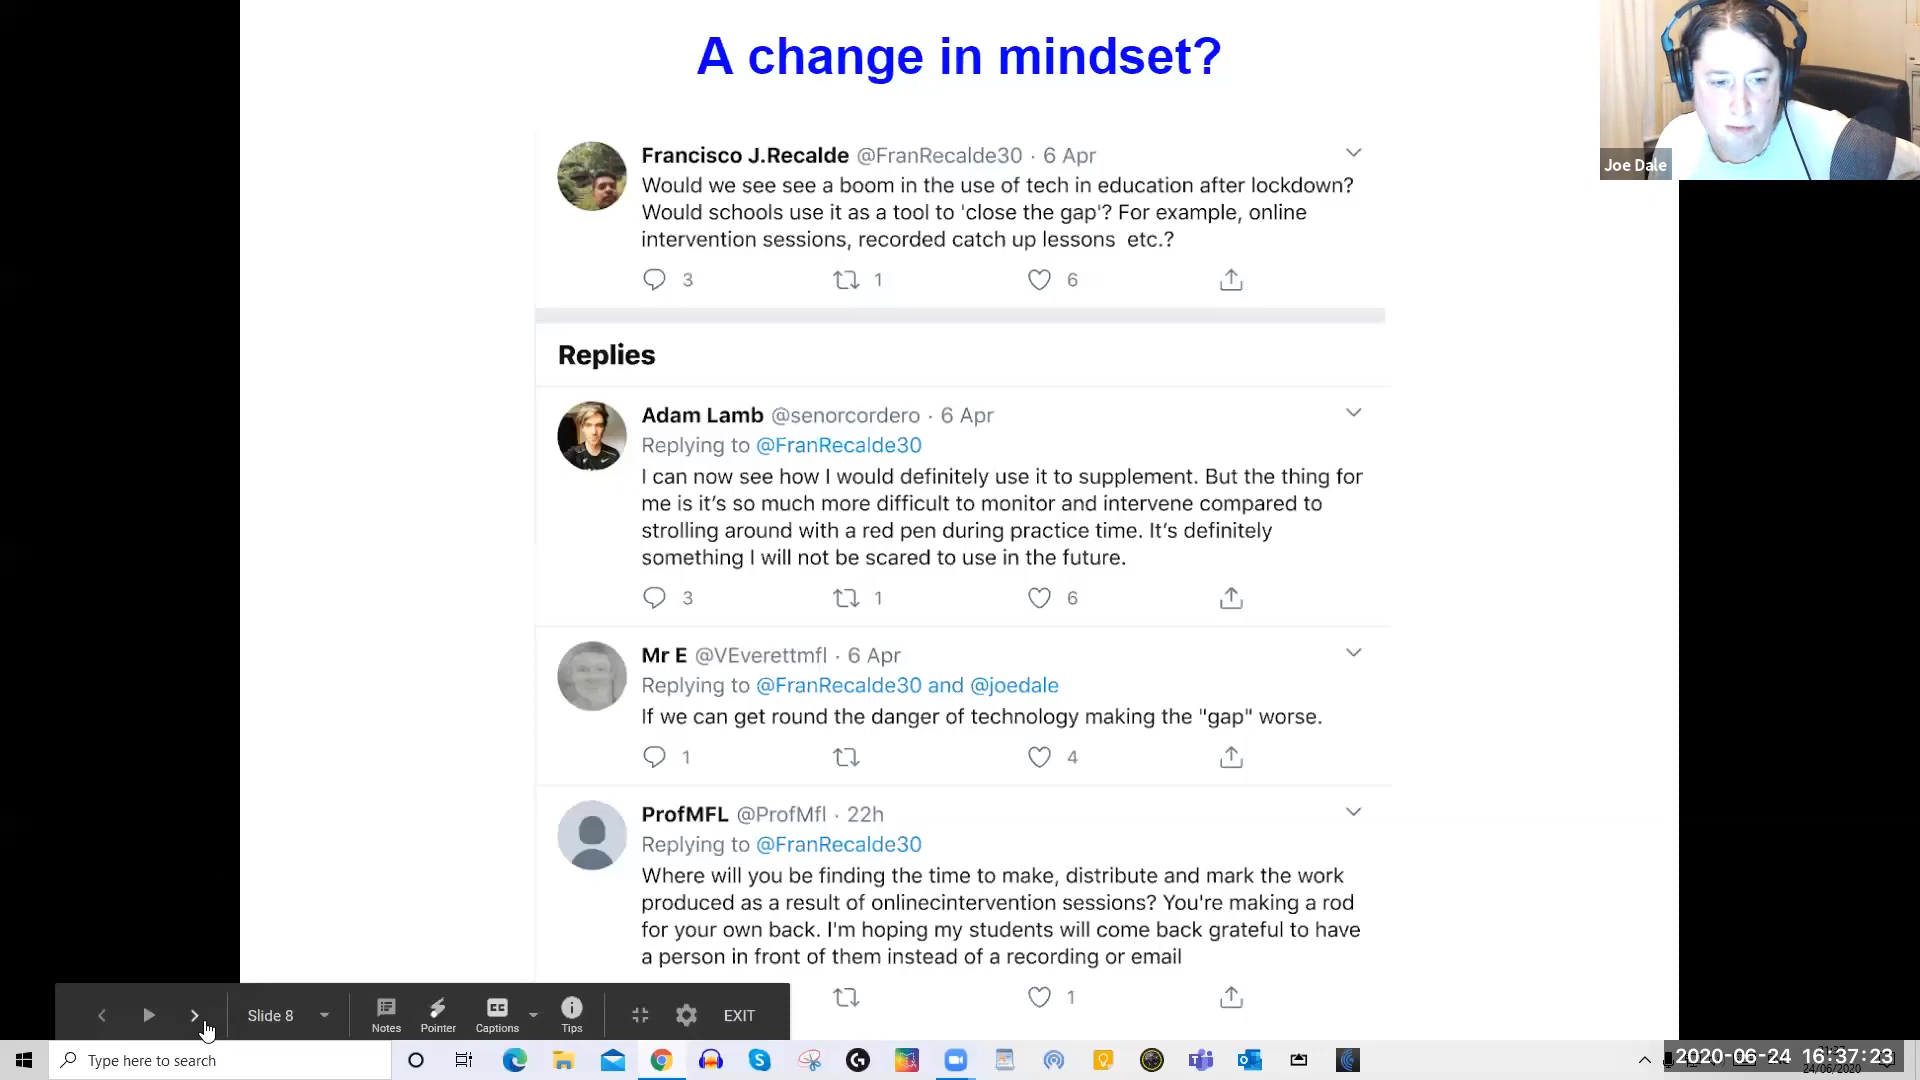 A change in mindset?
Joe Dale
Francisco J.Recalde @FranRecalde30 · 6 Apr
Would we see see a boom in the use of tech in education after lockdown?
Would schools use it as a tool to 'close the gap'? For example, online
intervention sessions, recorded catch up lessons  etc.?
3 1 6
Replies
Adam Lamb @senorcordero · 6 Apr
Replying to @FranRecalde30
I can now see how I would definitely use it to supplement. But the thing for
me is it's so much more difficult to monitor and intervene compared to
strolling around with a red pen during practice time. It's definitely
something I will not be scared to use in the future.
3 1 6
Mr E @VEverettmfl · 6 Apr
Replying to @FranRecalde30 and @joedale
If we can get round the danger of technology making the "gap" worse.
1 4
ProfMFL @ProfMfl · 22h
Replying to @FranRecalde30
Where will you be finding the time to make, distribute and mark the work
produced as a result of onlinecintervention sessions? You're making a rod
for your own back. I'm hoping my students will come back grateful to have
a person in front of them instead of a recording or email
1
Slide 8
Notes
Pointer
CC
Captions
Tips
EXIT
Type here to search
2020-06-24 16:37:23
24/06/2020